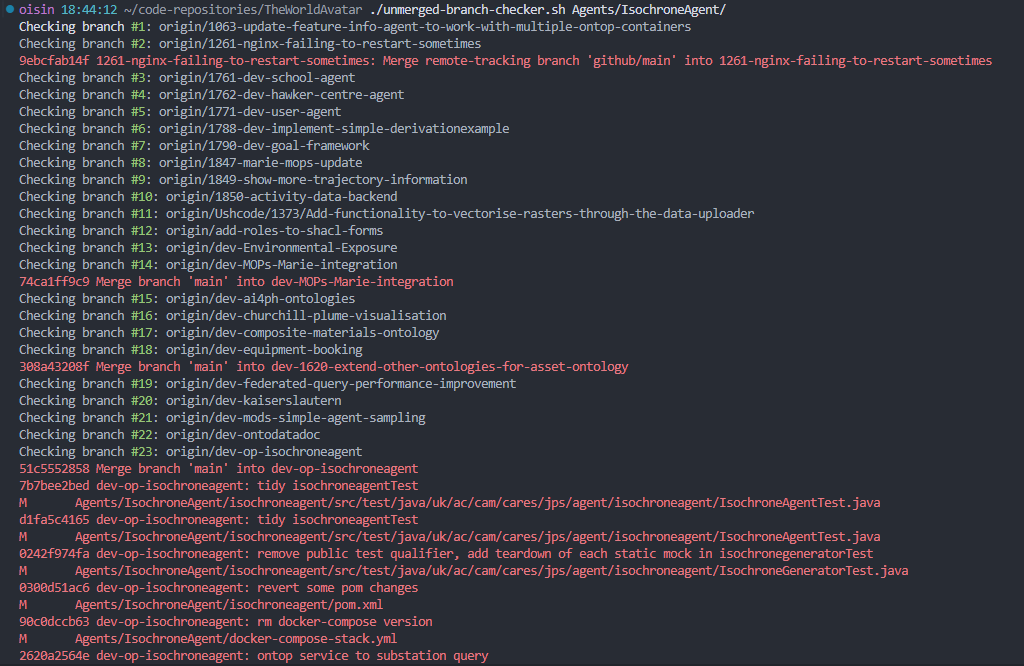 oisin 18:44:12 ~/code-repositories/TheWorldAvatar ./unmerged-branch-checker.sh Agents/IsochroneAgent/
Checking branch #1: origin/1063-update-feature-info-agent-to-work-with-multiple-ontop-containers
Checking branch #2: origin/1261-nginx-failing-to-restart-sometimes
9ebcfab14f 1261-nginx-failing-to-restart-sometimes: Merge remote-tracking branch 'github/main' into 1261-nginx-failing-to-restart-sometimes
Checking branch #3: origin/1761-dev-school-agent
Checking branch #4: origin/1762-dev-hawker-centre-agent
Checking branch #5: origin/1771-dev-user-agent
Checking branch #6: origin/1788-dev-implement-simple-derivationexample
Checking branch #7: origin/1790-dev-goal-framework
Checking branch #8: origin/1847-marie-mops-update
Checking branch #9: origin/1849-show-more-trajectory-information
Checking branch #10: origin/1850-activity-data-backend
Checking branch #11: origin/Ushcode/1373/Add-functionality-to-vectorise-rasters-through-the-data-uploader
Checking branch #12: origin/add-roles-to-shacl-forms
Checking branch #13: origin/dev-Environmental-Exposure
Checking branch #14: origin/dev-MOPs-Marie-integration
74ca1ff9c9 Merge branch 'main' into dev-MOPs-Marie-integration
Checking branch #15: origin/dev-ai4ph-ontologies
Checking branch #16: origin/dev-churchill-plume-visualisation
Checking branch #17: origin/dev-composite-materials-ontology
Checking branch #18: origin/dev-equipment-booking
308a43208f Merge branch 'main' into dev-1620-extend-other-ontologies-for-asset-ontology
Checking branch #19: origin/dev-federated-query-performance-improvement
Checking branch #20: origin/dev-kaiserslautern
Checking branch #21: origin/dev-mods-simple-agent-sampling
Checking branch #22: origin/dev-ontodatadoc
Checking branch #23: origin/dev-op-isochroneagent
51c5552858 Merge branch 'main' into dev-op-isochroneagent
7b7bee2bed dev-op-isochroneagent: tidy isochroneagentTest
M Agents/IsochroneAgent/isochroneagent/src/test/java/uk/ac/cam/cares/jps/agent/isochroneagent/IsochroneAgentTest.java
d1fa5c4165 dev-op-isochroneagent: tidy isochroneagentTest
M Agents/IsochroneAgent/isochroneagent/src/test/java/uk/ac/cam/cares/jps/agent/isochroneagent/IsochroneAgentTest.java
0242f974fa dev-op-isochroneagent: remove public test qualifier, add teardown of each static mock in isochronegeneratorTest
M Agents/IsochroneAgent/isochroneagent/src/test/java/uk/ac/cam/cares/jps/agent/isochroneagent/IsochroneGeneratorTest.java
0300d51ac6 dev-op-isochroneagent: revert some pom changes
M Agents/IsochroneAgent/isochroneagent/pom.xml
90c0dccb63 dev-op-isochroneagent: rm docker-compose version
M Agents/IsochroneAgent/docker-compose-stack.yml
2620a2564e dev-op-isochroneagent: ontop service to substation query